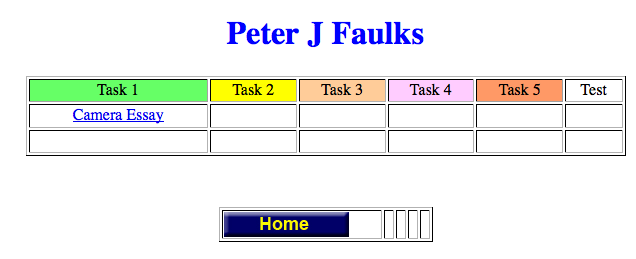 Peter J Faulks
Task 1 Task 2 Task 3 Task 4 Task 5 Test
Camera Essay
Home